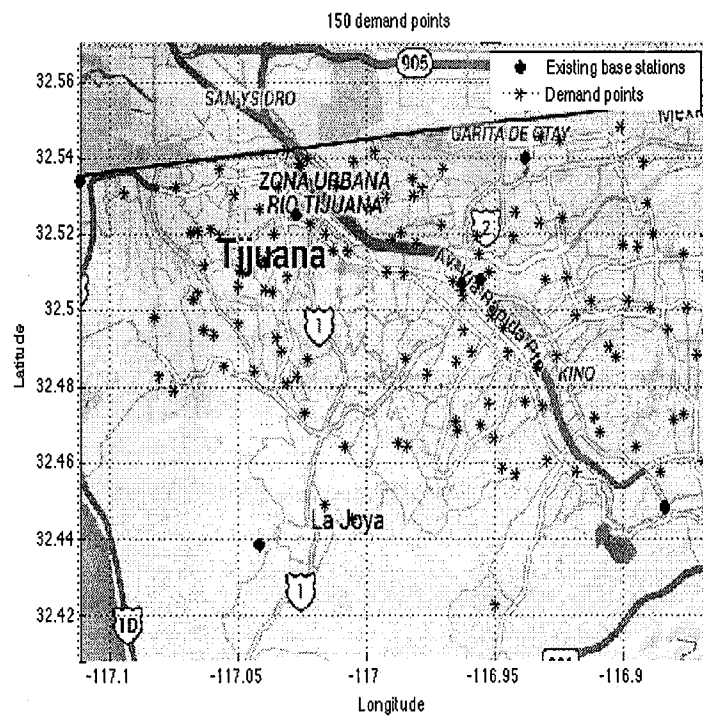 150 demand points
905
Existing base stations
Demand points
SAN YSIDRO
GARITA DE OTAY
ZONA URBANA
RIO TIJUANA
2
Tijuana
1
KINO
La Joya
1
1D
32.56
32.54
32.52
32.5
32.48
32.46
32.44
32.42
Latitude
-117.1
-117.05
-117
-116.95
-116.9
Longitude